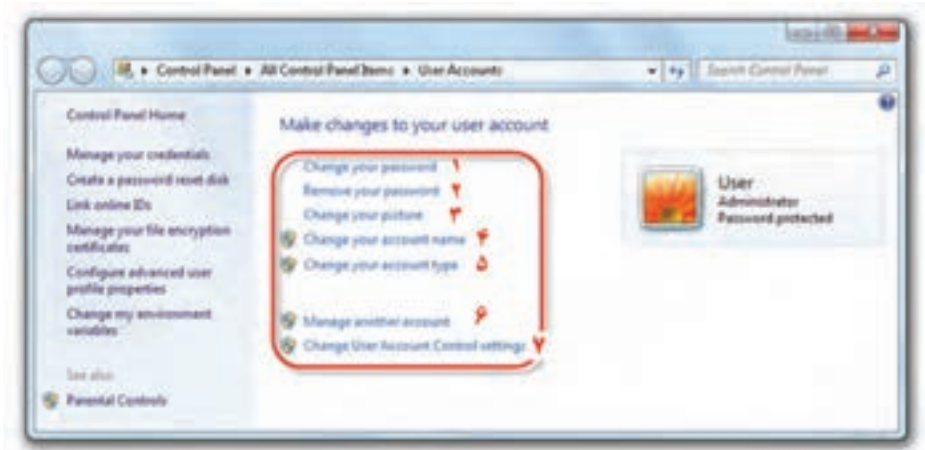 Control Panel ▸ All Control Panel Items ▸ User Accounts
Search Control Panel
Control Panel Home
Manage your credentials
Create a password reset disk
Link online IDs
Manage your file encryption
certificates
Configure advanced user
profile properties
Change my environment
variables
See also
Parental Controls
Make changes to your user account
Change your password ۱
Remove your password ۲
Change your picture ۳
Change your account name ۴
Change your account type ۵
Manage another account ۶
Change User Account Control settings ۷
User
Administrator
Password protected